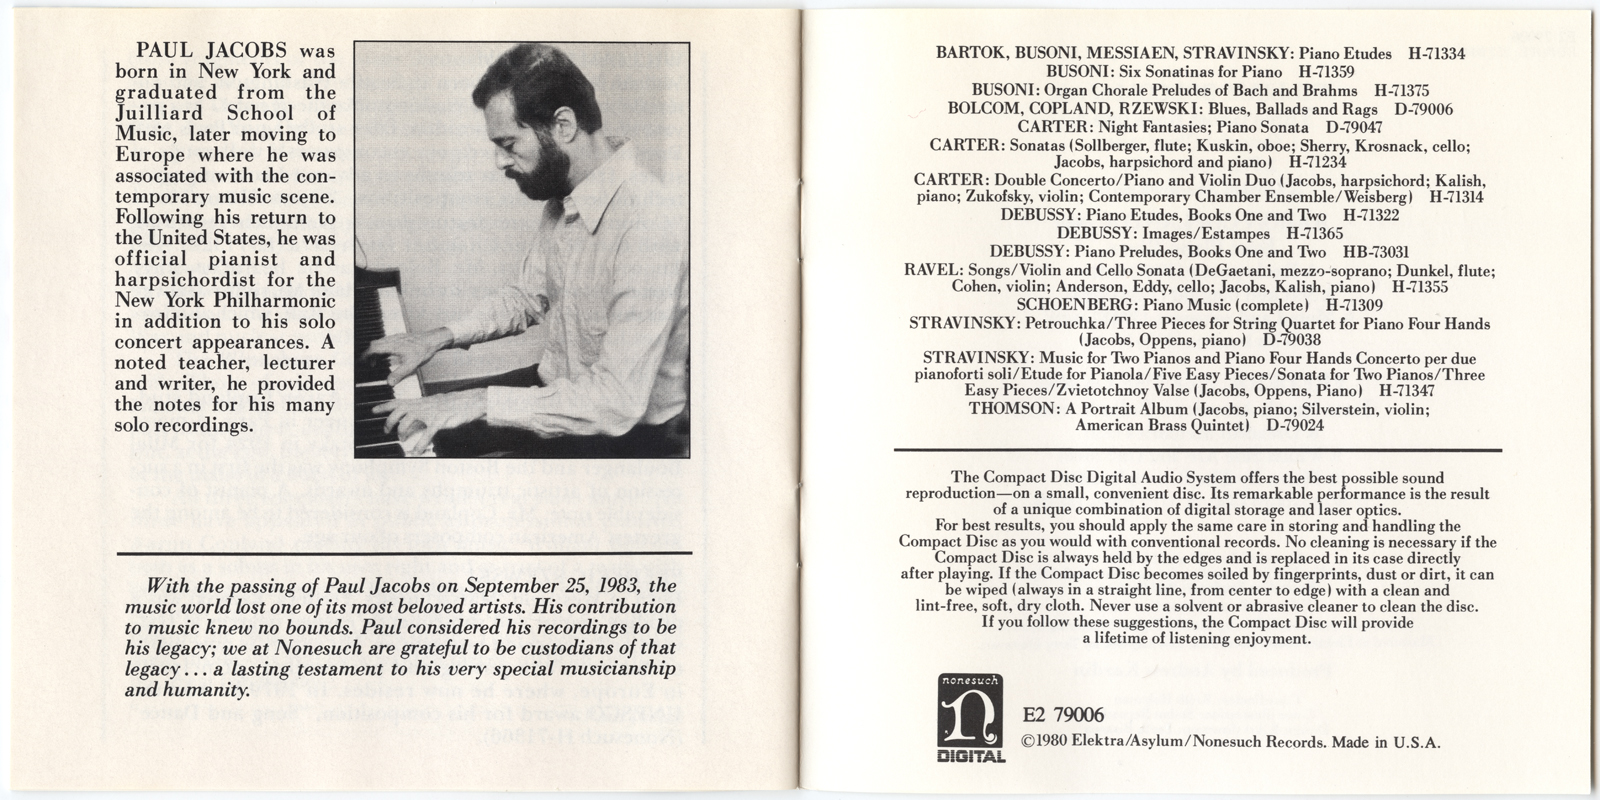 PAUL JACOBS was
born in New York and
graduated from the
Juilliard School of
Music, later moving to
Europe where he was
associated with the con-
temporary music scene.
Following his return to
the United States, he was
official pianist and
harpsichordist for the
New York Philharmonic
in addition to his solo
concert appearances. A
noted teacher, lecturer
and writer, he provided
the notes for his many
solo recordings.
With the passing of Paul Jacobs on September 25, 1983, the
music world lost one of its most beloved artists. His contribution
to music knew no bounds. Paul considered his recordings to be
his legacy; we at Nonesuch are grateful to be custodians of that
legacy... a lasting testament to his very special musicianship
and humanity.
BARTOK, BUSONI, MESSIAEN, STRAVINSKY: Piano Etudes H-71334
BUSONI: Six Sonatinas for Piano H-71359
BUSONI: Organ Chorale Preludes of Bach and Brahms H-71375
BOLCOM, COPLAND, RZEWSKI: Blues, Ballads and Rags D-79006
CARTER: Night Fantasies; Piano Sonata D-79047
CARTER: Sonatas (Sollberger, flute; Kuskin, oboe; Sherry, Krosnack, cello;
Jacobs, harpsichord and piano) H-71234
CARTER: Double Concerto/Piano and Violin Duo (Jacobs, harpsichord; Kalish,
piano; Zukofsky, violin; Contemporary Chamber Ensemble/Weisberg) H-71314
DEBUSSY: Piano Etudes, Books One and Two H-71322
DEBUSSY: Images/Estampes H-71365
DEBUSSY: Piano Preludes, Books One and Two HB-73031
RAVEL: Songs/Violin and Cello Sonata (DeGaetani, mezzo-soprano; Dunkel, flute;
Cohen, violin; Anderson, Eddy, cello; Jacobs, Kalish, piano) H-71355
SCHOENBERG: Piano Music (complete) H-71309
STRAVINSKY: Petrouchka/Three Pieces for String Quartet for Piano Four Hands
(Jacobs, Oppens, piano) D-79038
STRAVINSKY: Music for Two Pianos and Piano Four Hands Concerto per due
pianoforti soli/Etude for Pianola/Five Easy Pieces/Sonata for Two Pianos/Three
Easy Pieces/Zvietotchnoy Valse (Jacobs, Oppens, Piano) H-71347
THOMSON: A Portrait Album (Jacobs, piano; Silverstein, violin;
American Brass Quintet) D-79024
The Compact Disc Digital Audio System offers the best possible sound
reproduction—on a small, convenient disc. Its remarkable performance is the result
of a unique combination of digital storage and laser optics.
For best results, you should apply the same care in storing and handling the
Compact Disc as you would with conventional records. No cleaning is necessary if the
Compact Disc is always held by the edges and is replaced in its case directly
after playing. If the Compact Disc becomes soiled by fingerprints, dust or dirt, it can
be wiped (always in a straight line, from center to edge) with a clean and
lint-free, soft, dry cloth. Never use a solvent or abrasive cleaner to clean the disc.
If you follow these suggestions, the Compact Disc will provide
a lifetime of listening enjoyment.
nonesuch
n
DIGITAL
E2 79006
©1980 Elektra/Asylum/Nonesuch Records. Made in U.S.A.